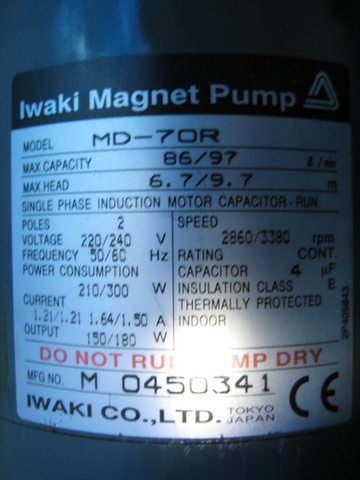 Iwaki Magnet Pump
MODEL MD-70R
MAX.CAPACITY 86/97 ℓ/min
MAX.HEAD 6.7/9.7 m
SINGLE PHASE INDUCTION MOTOR CAPACITOR-RUN
POLES 2
VOLTAGE 220/240 V
FREQUENCY 50/60 Hz
POWER CONSUMPTION
210/300 W
CURRENT
1.21/1.21 1.64/1.50 A
OUTPUT 150/180 W
SPEED
2860/3380 rpm
RATING CONT.
CAPACITOR 4 µF
INSULATION CLASS E
THERMALLY PROTECTED
INDOOR
DO NOT RUN PUMP DRY
MFG.NO. M 0450341 CE
IWAKI CO.,LTD. TOKYO JAPAN
2P405843